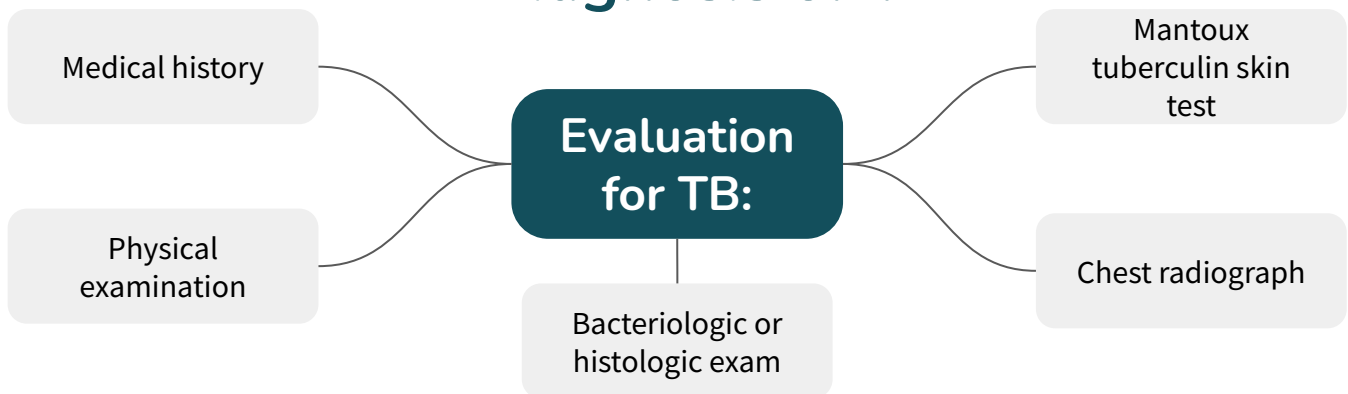 Medical history
Mantoux
tuberculin skin
test
Evaluation
for TB:
Physical
examination
Chest radiograph
Bacteriologic or
histologic exam